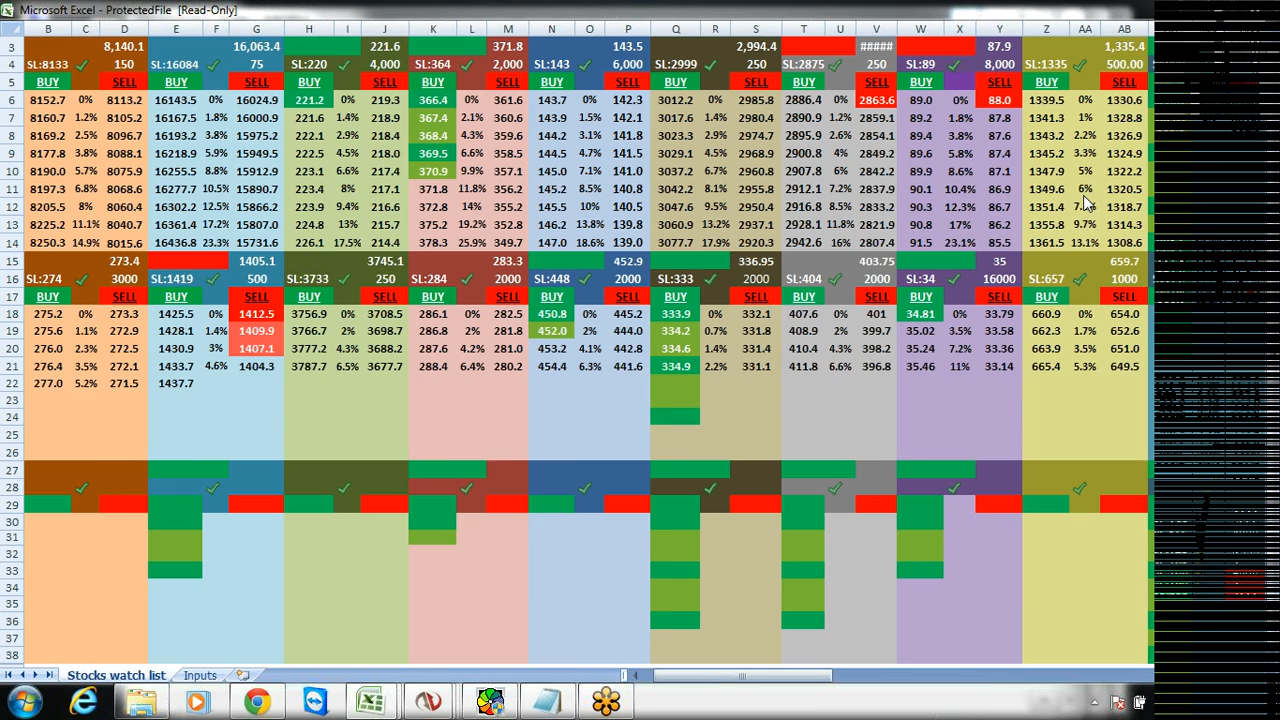 Microsoft Excel - ProtectedFile  [Read-Only]
B C D E F G H I J K L M N O P Q R S T U V W X Y Z AA AB
3 8,140.1 16,063.4 221.6 371.8 143.5 2,994.4 ##### 87.9 1,335.4
4 SL:8133 150 SL:16084 75 SL:220 4,000 SL:364 2,000 SL:143 6,000 SL:2999 250 SL:2875 250 SL:89 8,000 SL:1335 500.00
5 BUY SELL BUY SELL BUY SELL BUY SELL BUY SELL BUY SELL BUY SELL BUY SELL BUY SELL
6 8152.7 0% 8113.2 16143.5 0% 16024.9 221.2 0% 219.3 366.4 0% 361.6 143.7 0% 142.3 3012.2 0% 2985.8 2886.4 0% 2863.6 89.0 0% 88.0 1339.5 0% 1330.6
7 8160.7 1.2% 8105.0 16167.5 1.8% 16000.9 221.6 1.4% 218.9 367.4 2.1% 360.6 143.9 1.5% 142.1 3017.6 1.4% 2980.4 2890.9 1.2% 2859.1 89.2 1.8% 87.8 1341.3 1% 1328.8
8 8169.2 2.5% 8096.7 16193.2 3.8% 15975.2 222.1 2.9% 218.4 368.4 4.3% 359.5 144.2 3.1% 141.8 3023.3 2.9% 2974.7 2895.9 2.6% 2854.1 89.4 3.8% 87.6 1343.2 2.2% 1326.9
9 8177.8 3.8% 8088.1 16218.9 5.9% 15949.5 222.5 4.5% 218.0 369.5 6.6% 358.5 144.5 4.7% 141.5 3029.1 4.5% 2968.9 2900.8 4% 2849.2 89.6 5.8% 87.4 1345.2 3.3% 1324.9
10 8190.0 5.7% 8075.9 16255.5 8.8% 15912.9 223.1 6.6% 217.4 370.9 9.9% 357.1 145.0 7.1% 141.0 3037.2 6.7% 2960.8 2907.8 6% 2842.2 89.9 8.6% 87.1 1347.9 5% 1322.2
11 8197.3 6.8% 8068.6 16277.7 10.5% 15890.7 223.4 8% 217.1 371.8 11.8% 356.2 145.2 8.5% 140.8 3042.2 8.1% 2955.8 2912.1 7.2% 2837.9 90.1 10.4% 86.9 1349.6 6% 1320.5
12 8205.5 8% 8060.4 16302.2 12.5% 15866.2 223.9 9.4% 216.6 372.8 14% 355.2 145.5 10% 140.5 3047.7 9.5% 2950.4 2916.8 8.5% 2833.2 90.3 12.3% 86.7 1351.4 1318.7
13 8225.2 11.1% 8040.7 16361.4 17.2% 15807.0 224.8 13% 215.7 375.2 19.2% 352.8 146.1 13.8% 139.8 3060.9 13.2% 2937.1 2928.1 11.8% 2821.9 90.8 17% 86.2 1355.8 9.7% 1314.3
14 8250.3 14.9% 8015.6 16436.8 23.3% 15731.6 226.1 17.5% 214.4 378.3 25.9% 349.7 147.0 18.6% 139.0 3077.7 17.9% 2920.3 2942.6 16% 2807.4 91.5 23.1% 85.5 1361.5 13.1% 1308.6
15 273.4 1405.1 3745.1 283.3 452.9 336.95 403.75 35 659.7
16 SL:274 3000 SL:1419 500 SL:3733 250 SL:284 2000 SL:448 2000 SL:333 2000 SL:404 2000 SL:34 6000 SL:657 1000
17 BUY SELL BUY SELL BUY SELL BUY SELL BUY SELL BUY SELL BUY SELL BUY SELL BUY SELL
18 275.2 0% 273.3 1425.5 0% 1412.5 3756.9 0% 3708.5 286.1 0% 282.5 450.8 0% 445.2 333.9 0% 332.1 407.6 0% 401 34.81 0% 33.79 660.9 0% 654.0
19 275.6 1.1% 272.9 1428.1 1.4% 1409.9 3766.7 2% 3698.7 286.8 2% 281.8 452.0 2% 444.0 334.2 0.7% 331.8 408.9 2% 399.7 35.02 3.5% 33.58 662.3 1.7% 652.6
20 276.0 2.3% 272.5 1430.9 3% 1407.1 3777.2 4.3% 3688.2 287.6 4.2% 281.0 453.2 4.1% 442.8 334.6 1.4% 331.4 410.4 4.3% 398.2 35.24 7.2% 33.36 663.9 3.5% 651.0
21 276.4 3.5% 272.1 1433.7 4.6% 1404.3 3787.7 6.5% 3677.7 288.4 6.4% 280.2 454.4 6.3% 441.6 334.9 2.2% 331.1 411.8 6.6% 396.8 35.46 11% 33.14 665.4 5.3% 649.5
22 277.0 5.2% 271.5 1437.7
23
24
25
26
27
28
29
30
31
32
33
34
35
36
37
38
Stocks watch list Inputs